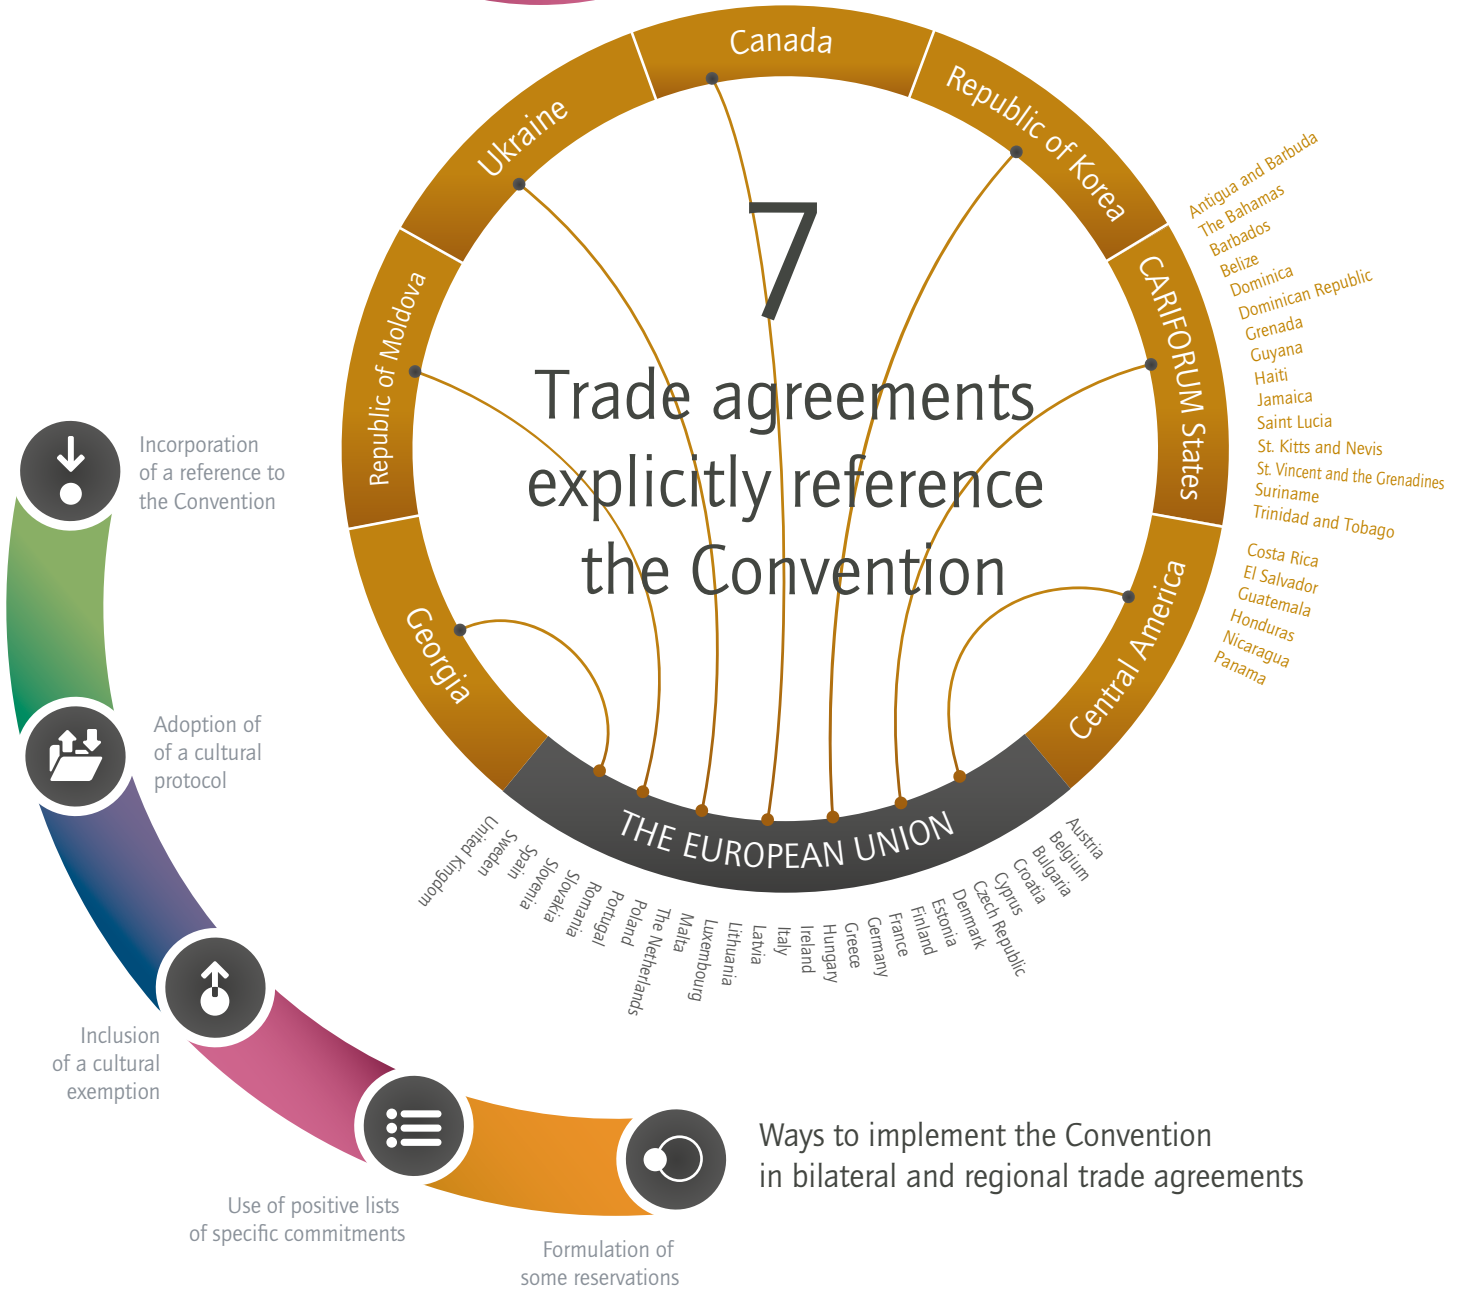 Canada
Republic of Korea
CARIFORUM States
Central America
THE EUROPEAN UNION
Georgia
Republic of Moldova
Ukraine
7
Trade agreements
explicitly reference
the Convention
Antigua and Barbuda
The Bahamas
Barbados
Belize
Dominica
Dominican Republic
Grenada
Guyana
Haiti
Jamaica
Saint Lucia
St. Kitts and Nevis
St. Vincent and the Grenadines
Suriname
Trinidad and Tobago
Costa Rica
El Salvador
Guatemala
Honduras
Nicaragua
Panama
Austria
Belgium
Bulgaria
Croatia
Cyprus
Czech Republic
Denmark
Estonia
Finland
France
Germany
Greece
Hungary
Ireland
Italy
Latvia
Lithuania
Luxembourg
Malta
The Netherlands
Poland
Portugal
Romania
Slovakia
Slovenia
Spain
Sweden
United Kingdom
Incorporation
of a reference to
the Convention
Adoption of
of a cultural
protocol
Inclusion
of a cultural
exemption
Use of positive lists
of specific commitments
Formulation of
some reservations
Ways to implement the Convention
in bilateral and regional trade agreements